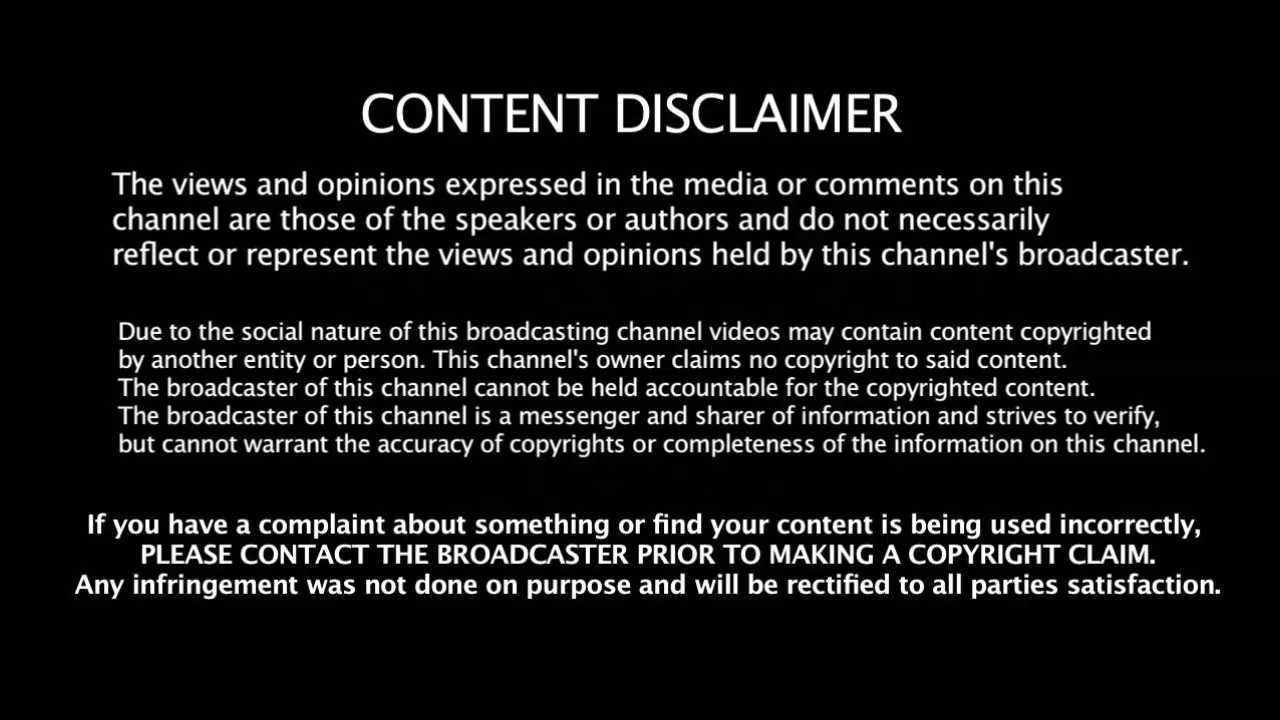 CONTENT DISCLAIMER
The views and opinions expressed in the media or comments on this
channel are those of the speakers or authors and do not necessarily
reflect or represent the views and opinions held by this channel's broadcaster.
Due to the social nature of this broadcasting channel videos may contain content copyrighted
by another entity or person. This channel's owner claims no copyright to said content.
The broadcaster of this channel cannot be held accountable for the copyrighted content.
The broadcaster of this channel is a messenger and sharer of information and strives to verify,
but cannot warrant the accuracy of copyrights or completeness of the information on this channel.
If you have a complaint about something or find your content is being used incorrectly,
PLEASE CONTACT THE BROADCASTER PRIOR TO MAKING A COPYRIGHT CLAIM.
Any infringement was not done on purpose and will be rectified to all parties satisfaction.